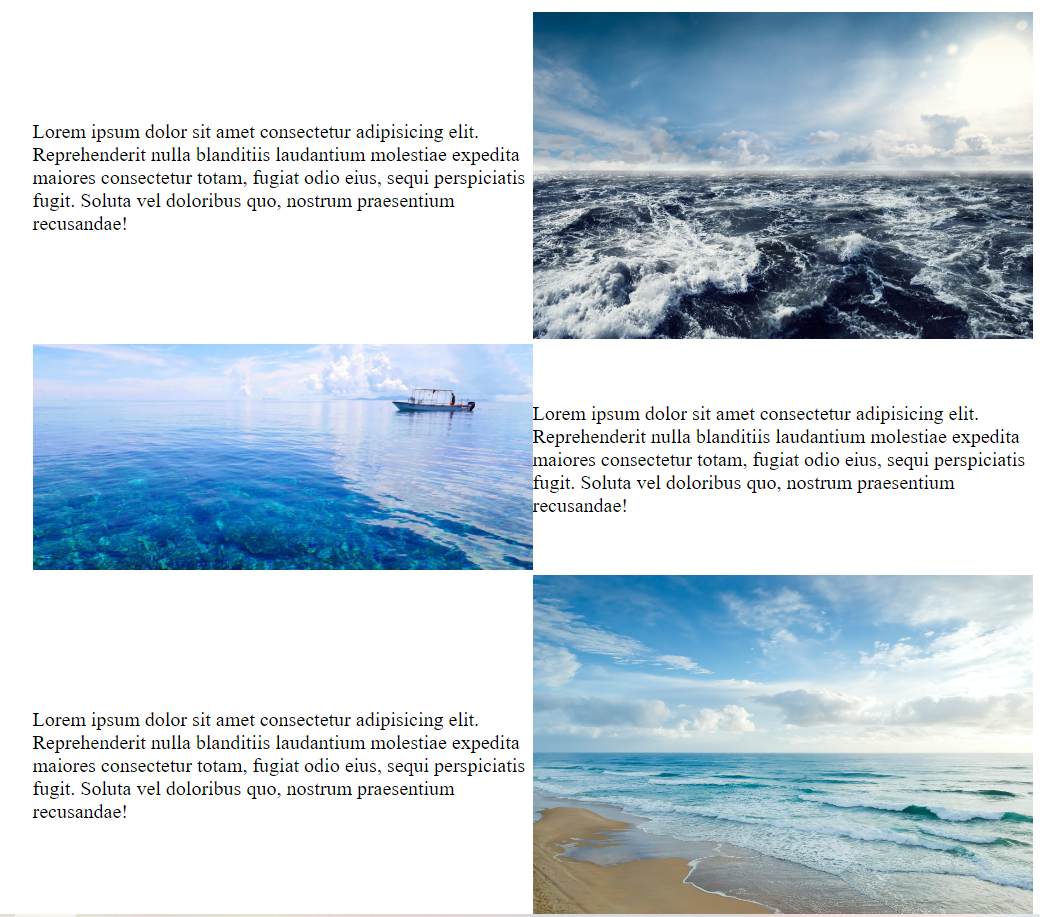 Lorem ipsum dolor sit amet consectetur adipisicing elit.
Reprehenderit nulla blanditiis laudantium molestiae expedita
maiores consectetur totam, fugiat odio eius, sequi perspiciatis
fugit. Soluta vel doloribus quo, nostrum praesentium
recusandae!
Lorem ipsum dolor sit amet consectetur adipisicing elit.
Reprehenderit nulla blanditiis laudantium molestiae expedita
maiores consectetur totam, fugiat odio eius, sequi perspiciatis
fugit. Soluta vel doloribus quo, nostrum praesentium
recusandae!
Lorem ipsum dolor sit amet consectetur adipisicing elit.
Reprehenderit nulla blanditiis laudantium molestiae expedita
maiores consectetur totam, fugiat odio eius, sequi perspiciatis
fugit. Soluta vel doloribus quo, nostrum praesentium
recusandae!